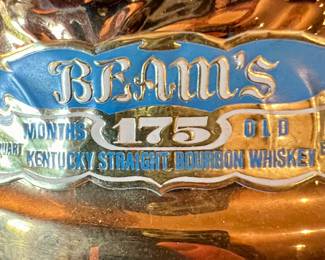 BEAM'S
MONTHS 175 OLD
KENTUCKY STRAIGHT BOURBON WHISKEY